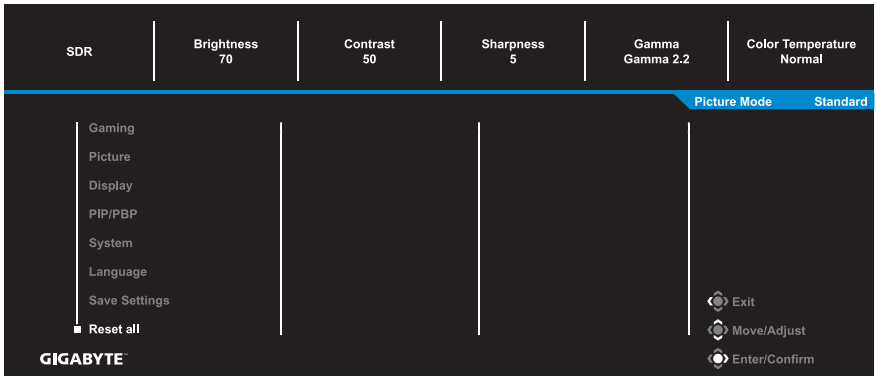 SDR
Brightness
70
Contrast
50
Sharpness
5
Gamma
Gamma 2.2
Color Temperature
Normal
Picture Mode Standard
Gaming
Picture
Display
PIP/PBP
System
Language
Save Settings
Reset all
Exit
Move/Adjust
Enter/Confirm
GIGABYTE™